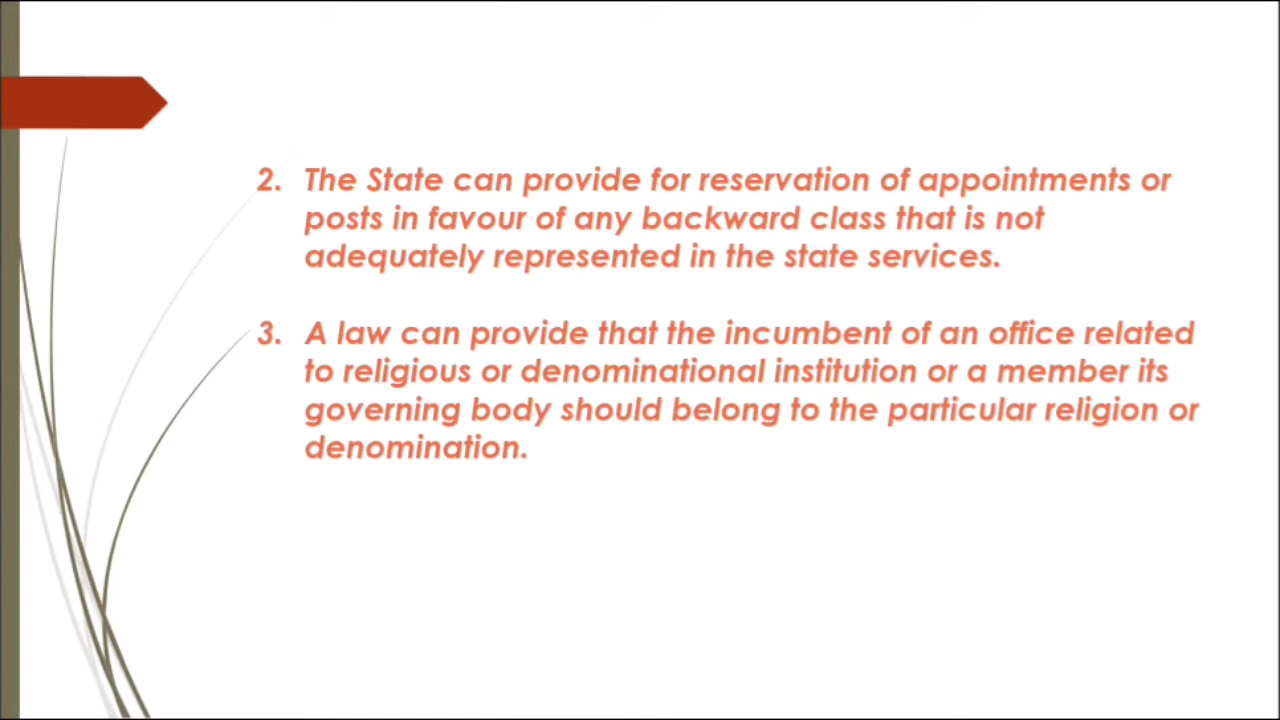 2. The State can provide for reservation of appointments or
posts in favour of any backward class that is not
adequately represented in the state services.
3. A law can provide that the incumbent of an office related
to religious or denominational institution or a member its
governing body should belong to the particular religion or
denomination.